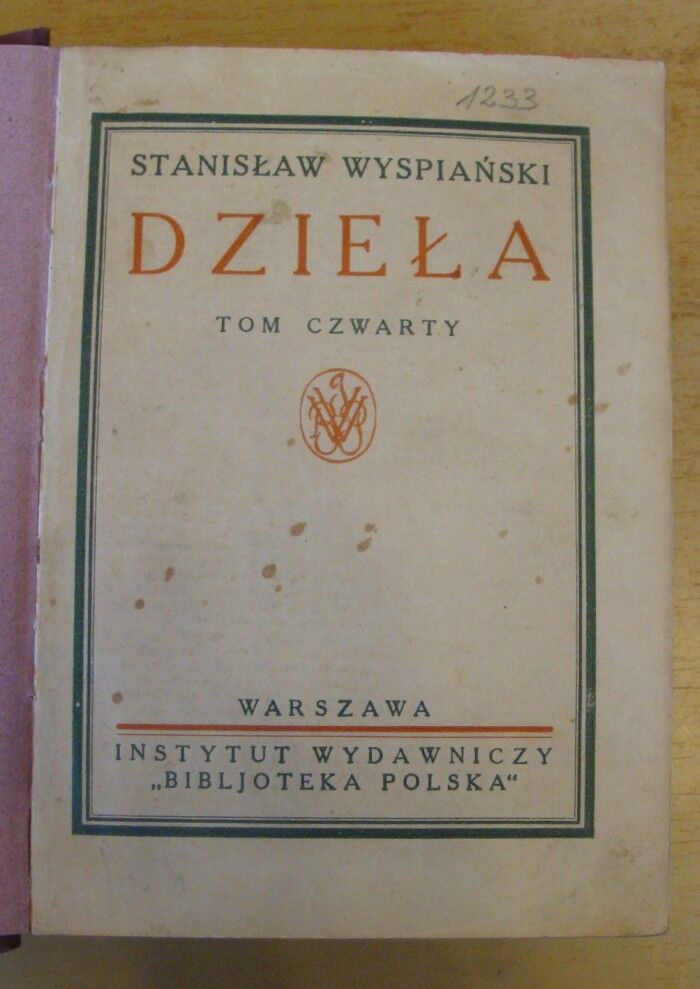 1233
STANISŁAW WYSPIAŃSKI
DZIEŁA
TOM CZWARTY
WARSZAWA
INSTYTUT WYDAWNICZY
„BIBLJOTEKA POLSKA“